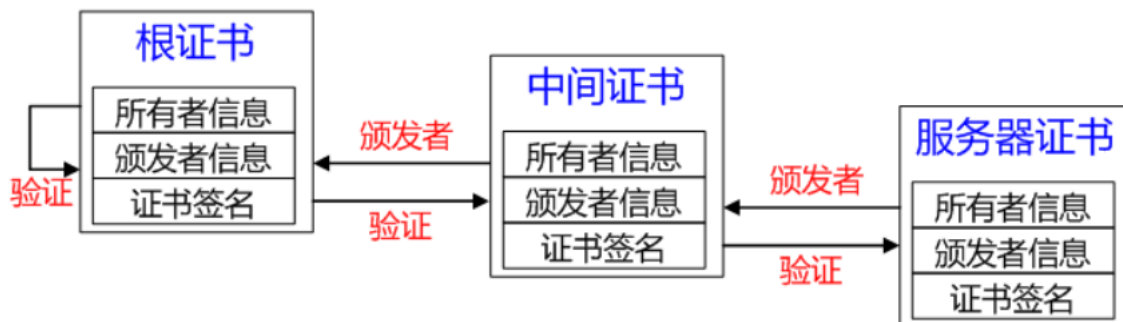 根证书
所有者信息
颁发者信息
证书签名
验证
颁发者
验证
中间证书
所有者信息
颁发者信息
证书签名
颁发者
验证
服务器证书
所有者信息
颁发者信息
证书签名